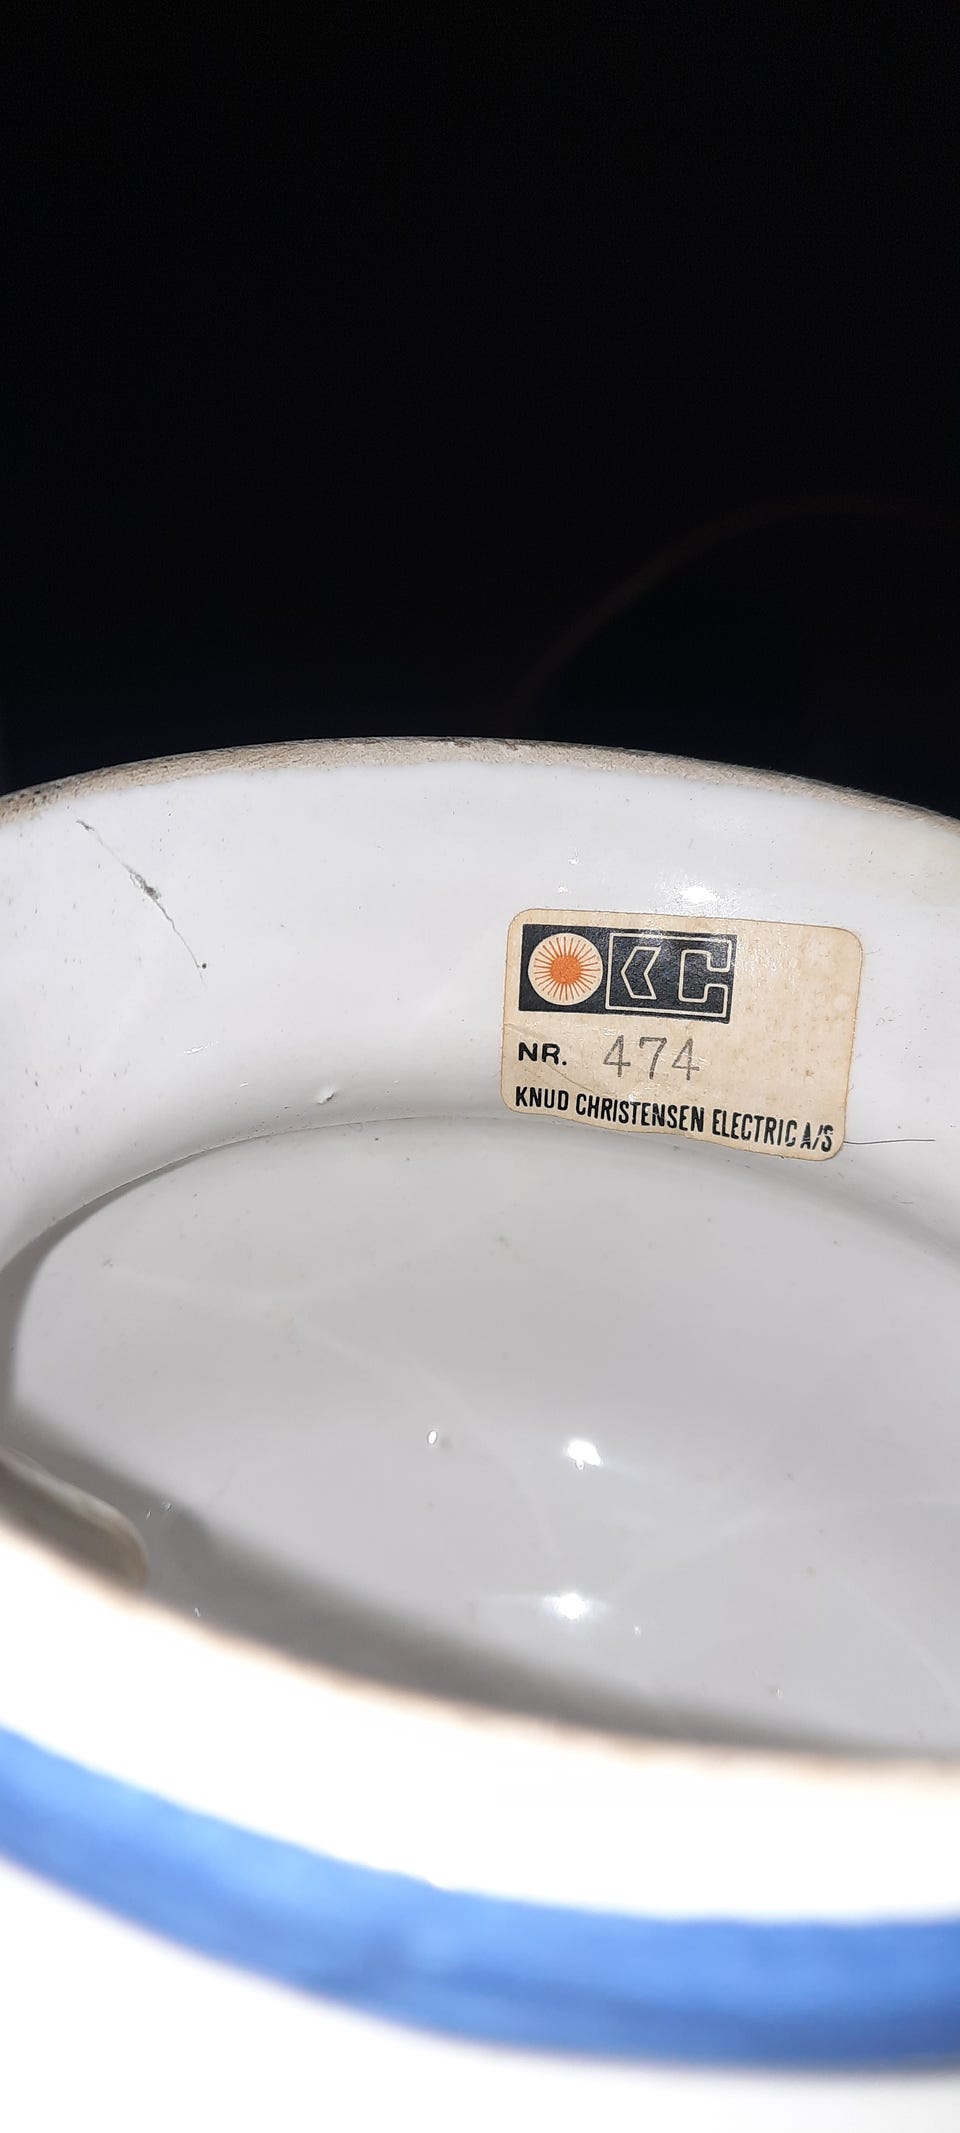 KC
NR. 474
KNUD CHRISTENSEN ELECTRIC A/S